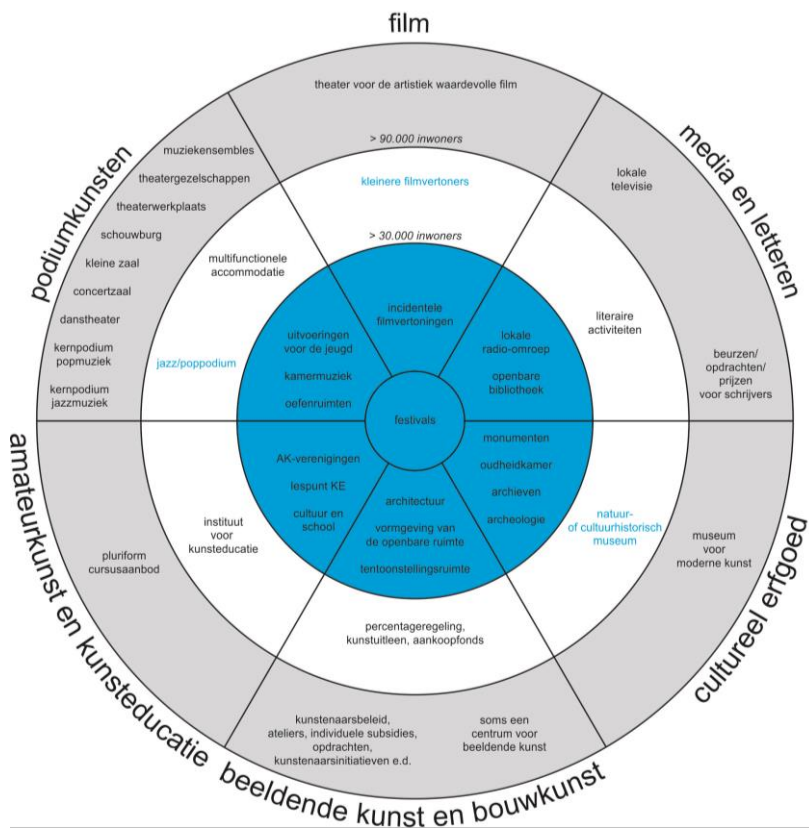 film
theater voor de artistiek waardevolle film
> 90.000 inwoners
kleinere filmvertoners
> 30.000 inwoners
incidentele
filmvertoningen
media en letteren
lokale
televisie
beurzen/
opdrachten/
prijzen
voor schrijvers
literaire
activiteiten
lokale
radio-omroep
openbare
bibliotheek
cultureel erfgoed
museum
voor
moderne kunst
natuur-
of cultuurhistorisch
museum
monumenten
oudheidkamer
archieven
archeologie
beeldende kunst en bouwkunst
kunstenaarsbeleid,
ateliers, individuele subsidies,
opdrachten,
kunstenaarsinitiatieven e.d.
soms een
centrum voor
beeldende kunst
percentageregeling,
kunstuitleen, aankoopfonds
architectuur
vormgeving van
de openbare ruimte
tentoonstellingsruimte
amateurkunst en kunsteducatie
pluriform
cursusaanbod
instituut
voor
kunsteducatie
AK-verenigingen
lespunt KE
cultuur en
school
podiumkunsten
muziekensembles
theatergezelschappen
theaterwerkplaats
schouwburg
kleine zaal
concertzaal
danstheater
kernpodium
popmuziek
kernpodium
jazzmuziek
multifunctionele
accommodatie
jazz/poppodium
uitvoeringen
voor de jeugd
kamermuziek
oefenruimten
festivals